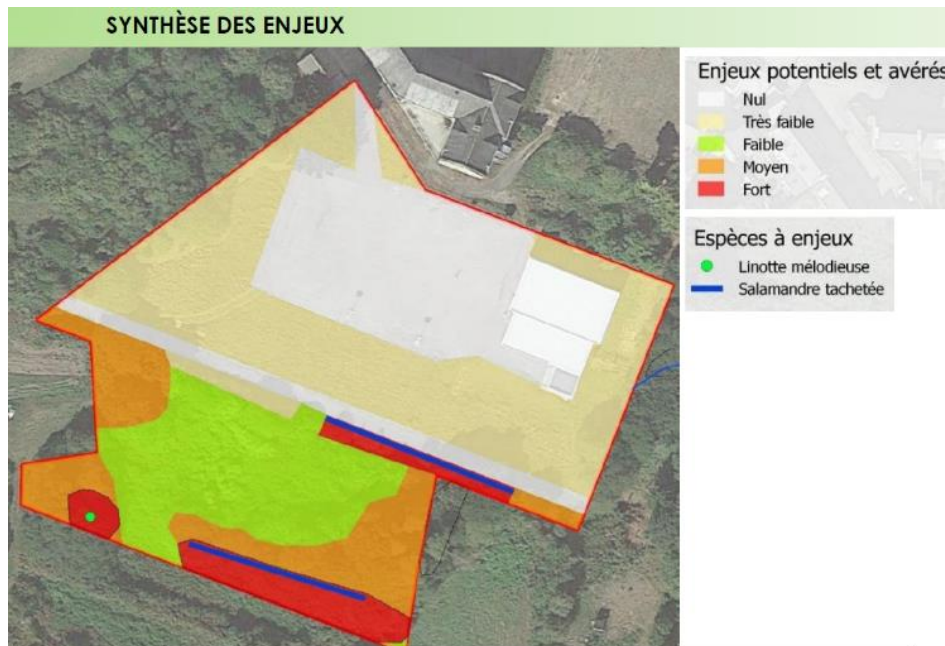 SYNTHÈSE DES ENJEUX
Enjeux potentiels et avérés
Nul
Très faible
Faible
Moyen
Fort
Espèces à enjeux
Linotte mélodieuse
Salamandre tachetée